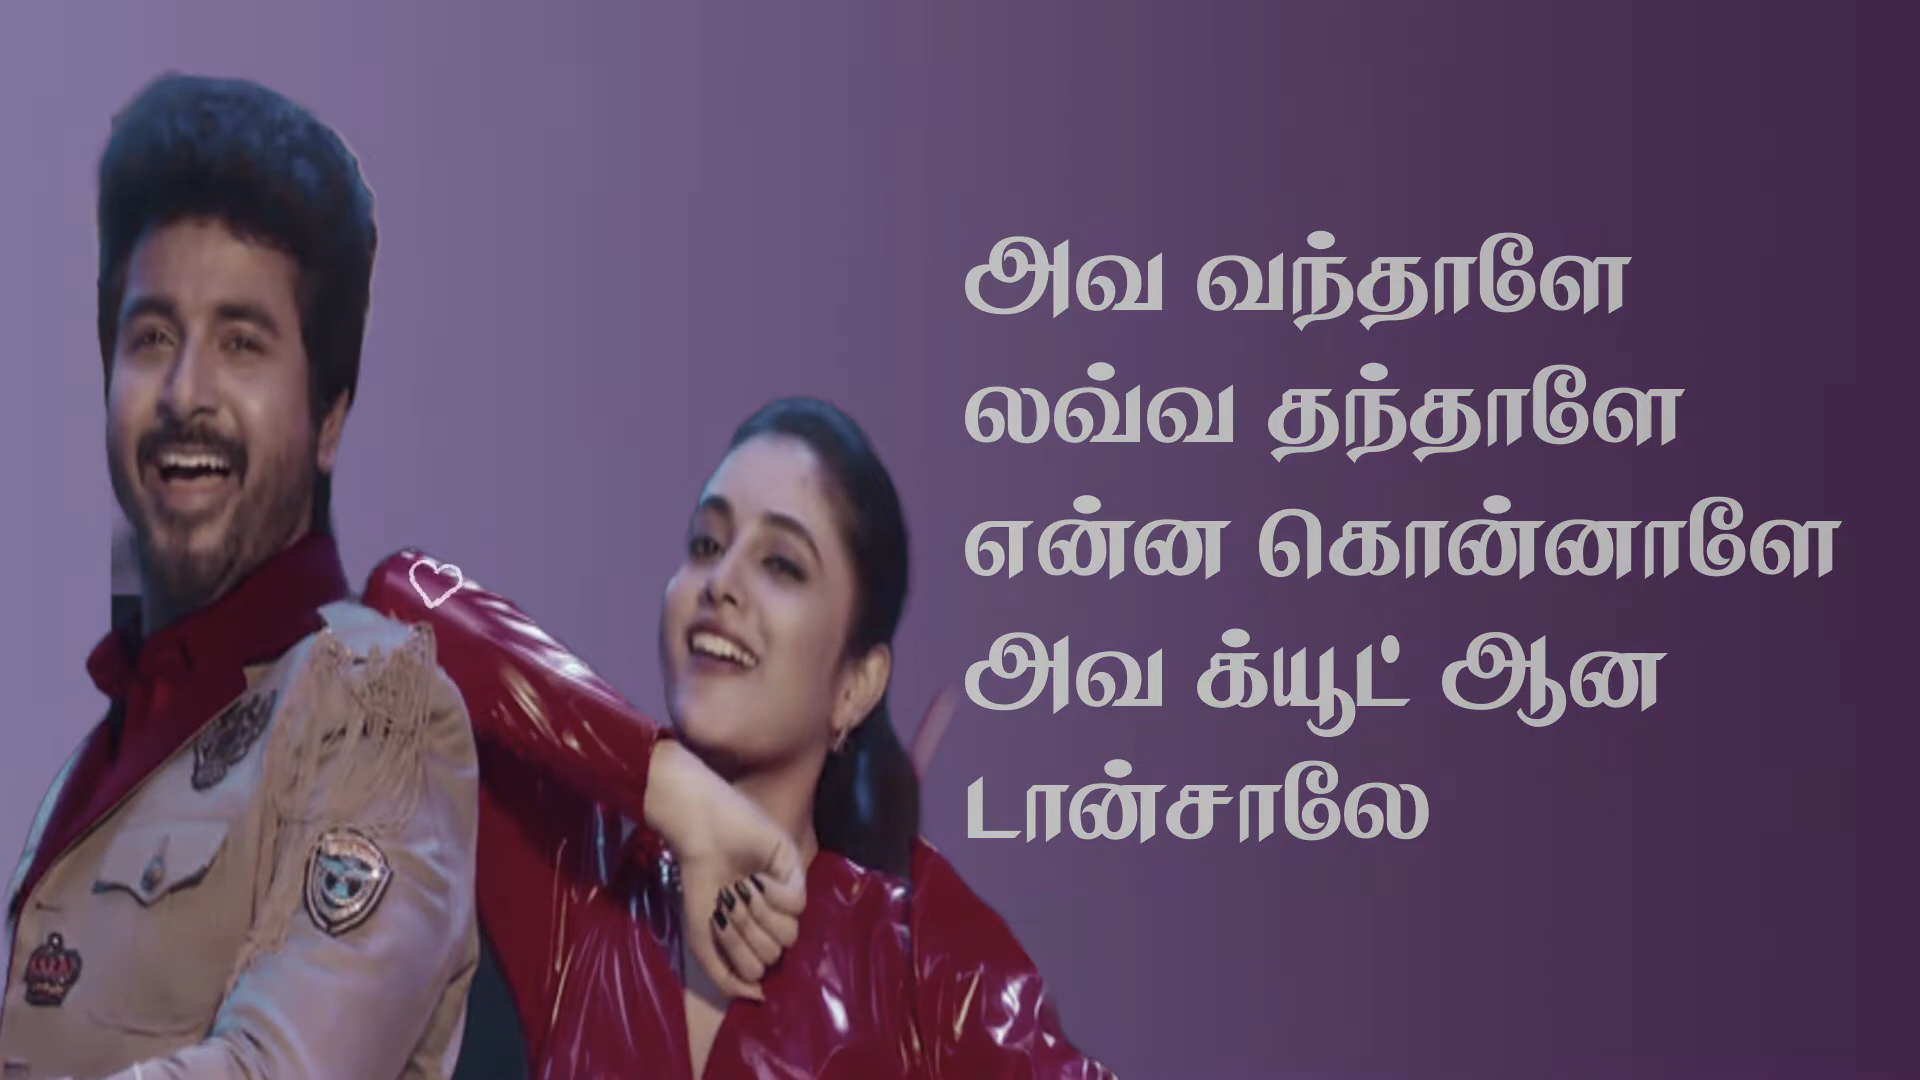 அவ வந்தாளே
லவ்வ தந்தாளே
என்ன கொன்னாளே
அவ க்யூட் ஆன
டான்சாலே